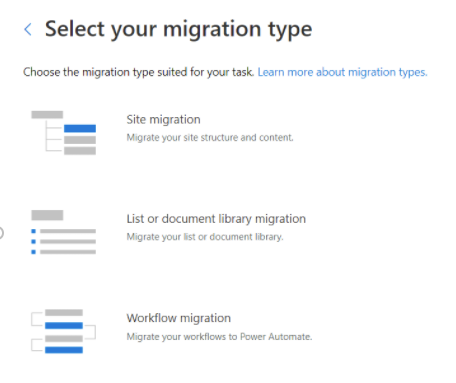 Select your migration type
Choose the migration type suited for your task. Learn more about migration types.
Site migration
Migrate your site structure and content.
List or document library migration
Migrate your list or document library.
Workflow migration
Migrate your workflows to Power Automate.